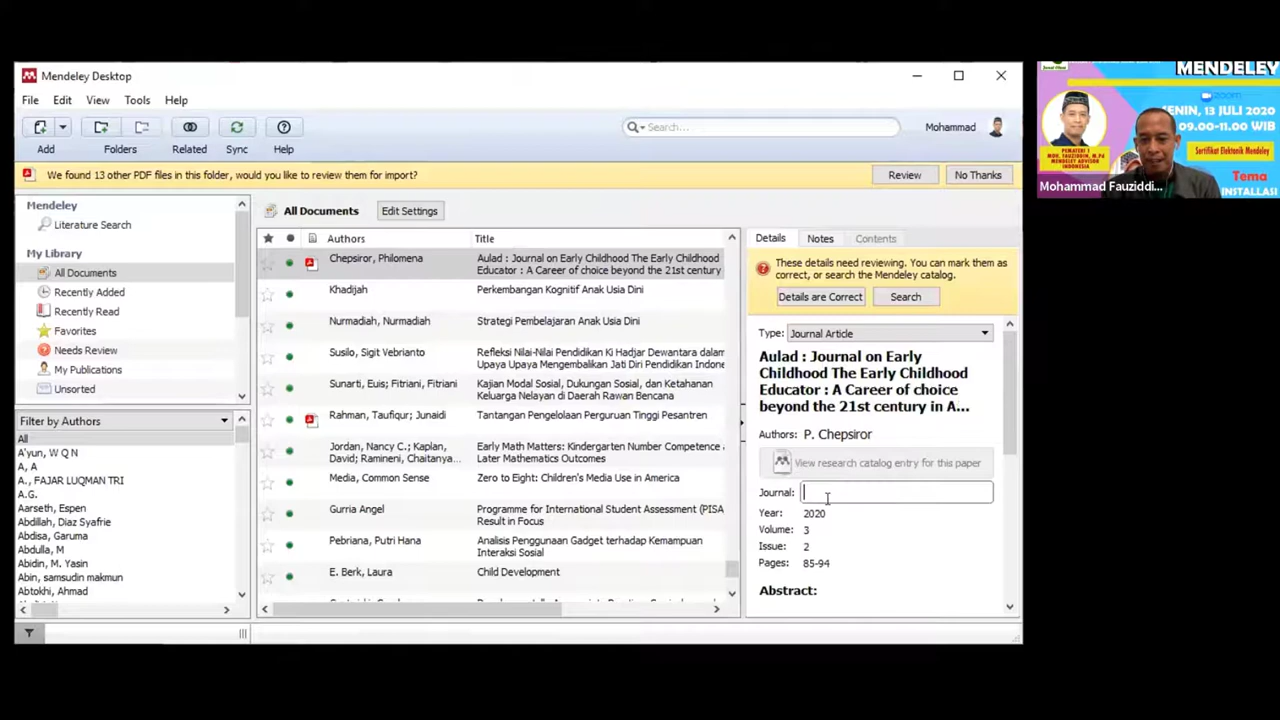 Mendeley Desktop
File Edit View Tools Help
Add Folders Related Sync Help
Search...
Mohammad
We found 13 other PDF files in this folder, would you like to review them for import?
Review
No Thanks
Mendeley
Literature Search
My Library
All Documents
Recently Added
Recently Read
Favorites
Needs Review
My Publications
Unsorted
Filter by Authors
All
A'yun, W Q N
A, A
A., FAJAR LUQMAN TRI
A.G.
Aarseth, Espen
Abdillah, Diaz Syafrie
Abdisa, Garuma
Abdulla, M
Abidin, M. Yasin
Abin, samsudin makmun
Abtokhi, Ahmad
All Documents
Edit Settings
Authors Title
Chepsiror, Philomena
Aulad : Journal on Early Childhood The Early Childhood
Educator : A Career of choice beyond the 21st century
Khadijah
Perkembangan Kognitif Anak Usia Dini
Nurmadiah, Nurmadiah
Strategi Pembelajaran Anak Usia Dini
Susilo, Sigit Vebrianto
Refleksi Nilai-Nilai Pendidikan Ki Hadjar Dewantara dalam
Upaya Upaya Mengembalikan Jati Diri Pendidikan Indone
Sunarti, Euis; Fitriani, Fitriani
Kajian Modal Sosial, Dukungan Sosial, dan Ketahanan
Keluarga Nelayan di Daerah Rawan Bencana
Rahman, Taufiqur; Junaidi
Tantangan Pengelolaan Perguruan Tinggi Pesantren
Jordan, Nancy C.; Kaplan,
David; Ramineni, Chaitanya...
Early Math Matters: Kindergarten Number Competence
Later Mathematics Outcomes
Media, Common Sense
Zero to Eight: Children's Media Use in America
Gurria Angel
Programme for International Student Assessment (PISA
Result in Focus
Pebriana, Putri Hana
Analisis Penggunaan Gadget terhadap Kemampuan
Interaksi Sosial
E. Berk, Laura
Child Development
Details Notes Contents
These details need reviewing. You can mark them as
correct, or search the Mendeley catalog.
Details are Correct
Search
Type: Journal Article
Aulad : Journal on Early
Childhood The Early Childhood
Educator : A Career of choice
beyond the 21st century in A...
Authors: P. Chepsiror
View research catalog entry for this paper
Journal:
Year: 2020
Volume: 3
Issue: 2
Pages: 85-94
Abstract:
MENDELEY
zoom
JENIN, 13 JULI 2020
09.00-11.00 WIB
Sertifikat Elektonik Mendeley
PEMATERI 1
MOH. FAUZIDDIN, M.Pd
MENDELEY ADVISOR
INDONESIA
Tema
INSTALLASI
Mohammad Fauziddi...